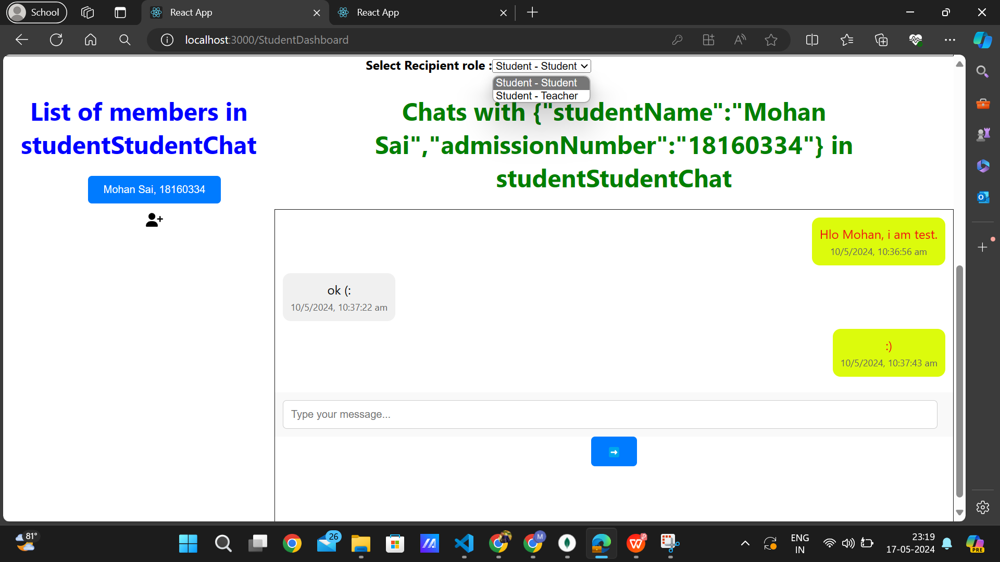 School
React App
React App
localhost:3000/StudentDashboard
Select Recipient role :
Student - Student
Student - Student
Student - Teacher
List of members in
studentStudentChat
Mohan Sai, 18160334
Chats with {"studentName":"Mohan
Sai","admissionNumber":"18160334"} in
studentStudentChat
Hlo Mohan, i am test.
10/5/2024, 10:36:56 am
ok (:
10/5/2024, 10:37:22 am
:)
10/5/2024, 10:37:43 am
Type your message...
81°
26
M
ENG
IN
23:19
17-05-2024
PRE